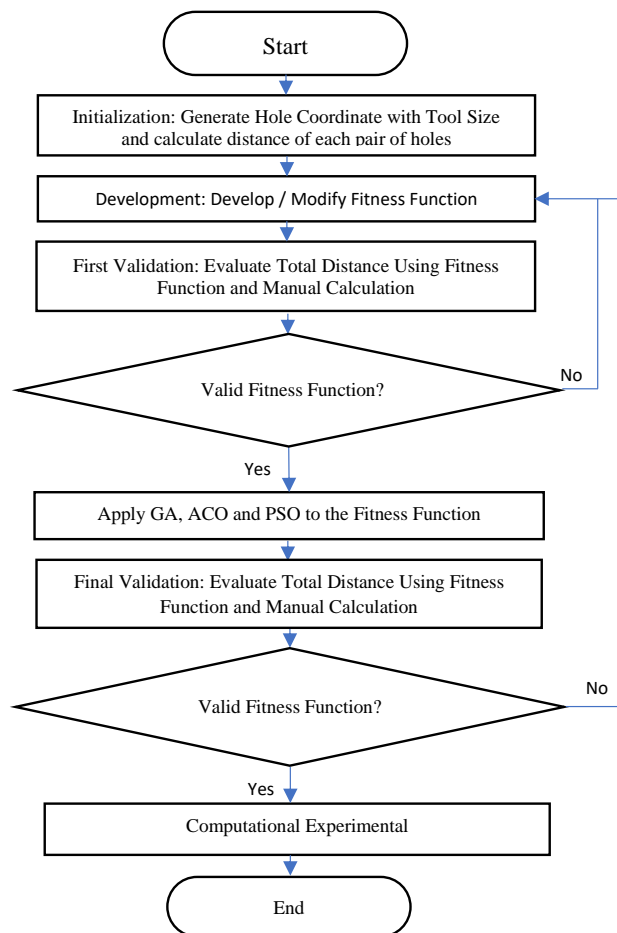 Start
Initialization: Generate Hole Coordinate with Tool Size
and calculate distance of each pair of holes
Development: Develop / Modify Fitness Function
First Validation: Evaluate Total Distance Using Fitness
Function and Manual Calculation
Valid Fitness Function?
No
Yes
Apply GA, ACO and PSO to the Fitness Function
Final Validation: Evaluate Total Distance Using Fitness
Function and Manual Calculation
Valid Fitness Function?
No
Yes
Computational Experimental
End